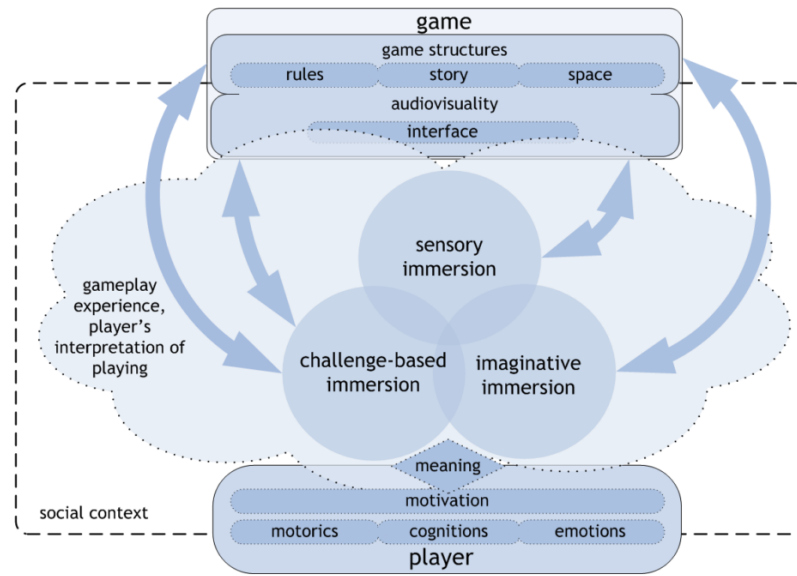 game
game structures
rules story space
audiovisuality
interface
sensory
immersion
gameplay
experience,
player's
interpretation of
playing
challenge-based
immersion
imaginative
immersion
meaning
motivation
social context
motorics cognitions emotions
player